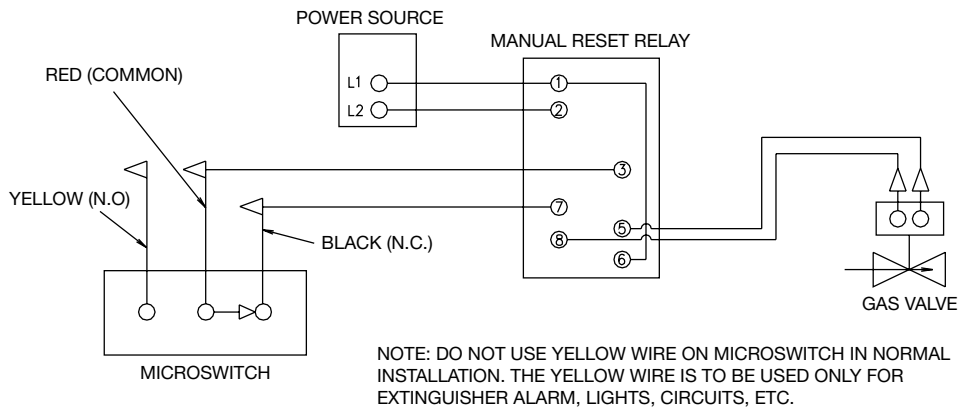 POWER SOURCE
MANUAL RESET RELAY
RED (COMMON)
L1
1
L2
2
3
YELLOW (N.O)
7
5
BLACK (N.C.)
8
6
GAS VALVE
MICROSWITCH
NOTE: DO NOT USE YELLOW WIRE ON MICROSWITCH IN NORMAL
INSTALLATION. THE YELLOW WIRE IS TO BE USED ONLY FOR
EXTINGUISHER ALARM, LIGHTS, CIRCUITS, ETC.